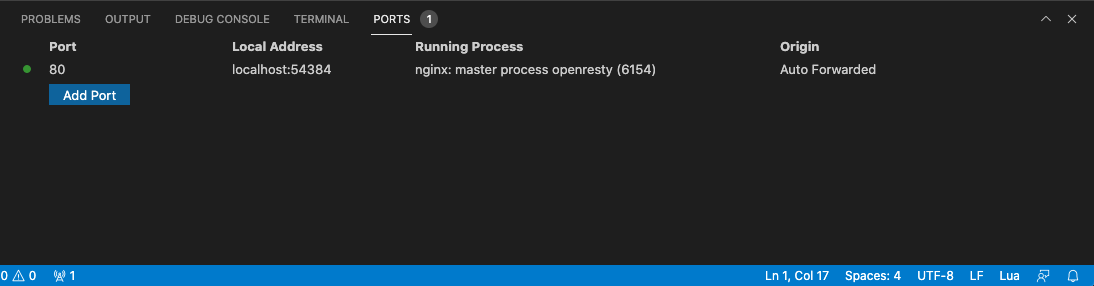 PROBLEMS OUTPUT DEBUG CONSOLE TERMINAL PORTS 1
Port Local Address Running Process Origin
80 localhost:54384 nginx: master process openresty (6154) Auto Forwarded
Add Port
0 0 1 Ln 1, Col 17 Spaces: 4 UTF-8 LF Lua